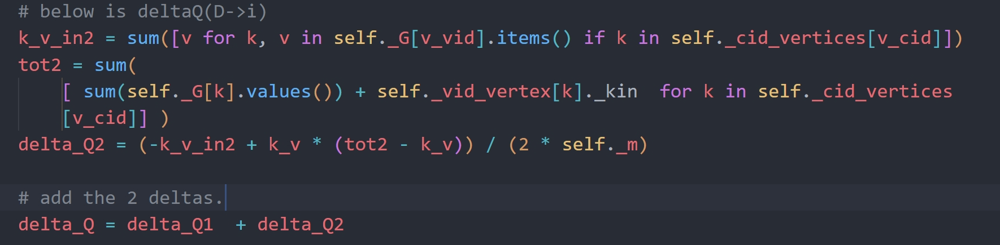 # below is deltaQ(D->i)
k_v_in2 = sum([v for k, v in self._G[v_vid].items() if k in self._cid_vertices[v_cid]])
tot2 = sum(
    [ sum(self._G[k].values()) + self._vid_vertex[k]._kin  for k in self._cid_vertices
    [v_cid]] )
delta_Q2 = (-k_v_in2 + k_v * (tot2 - k_v)) / (2 * self._m)
# add the 2 deltas.
delta_Q = delta_Q1  + delta_Q2